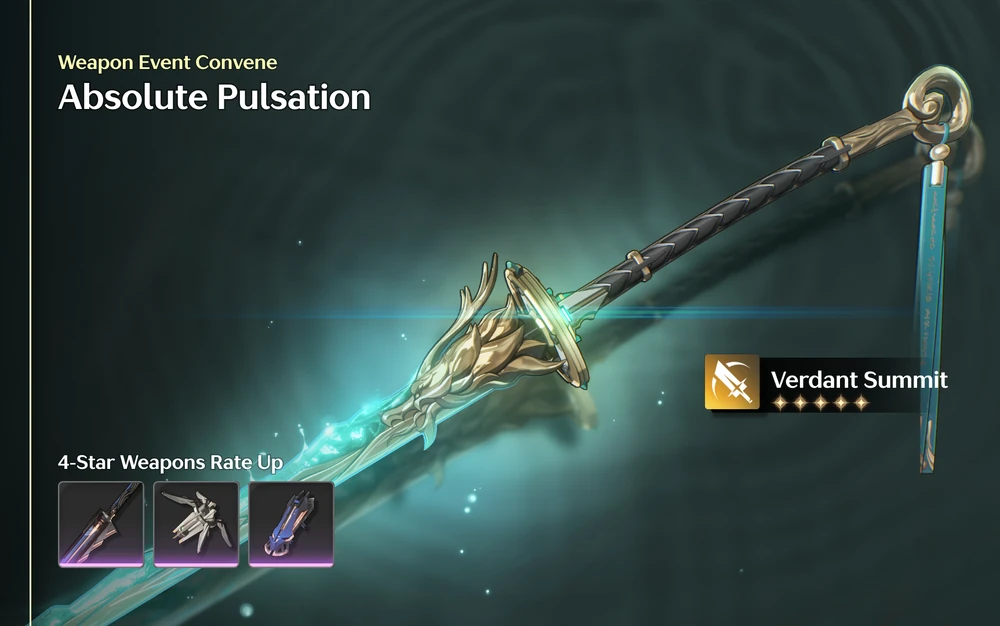 Weapon Event Convene
Absolute Pulsation
Verdant Summit
4-Star Weapons Rate Up